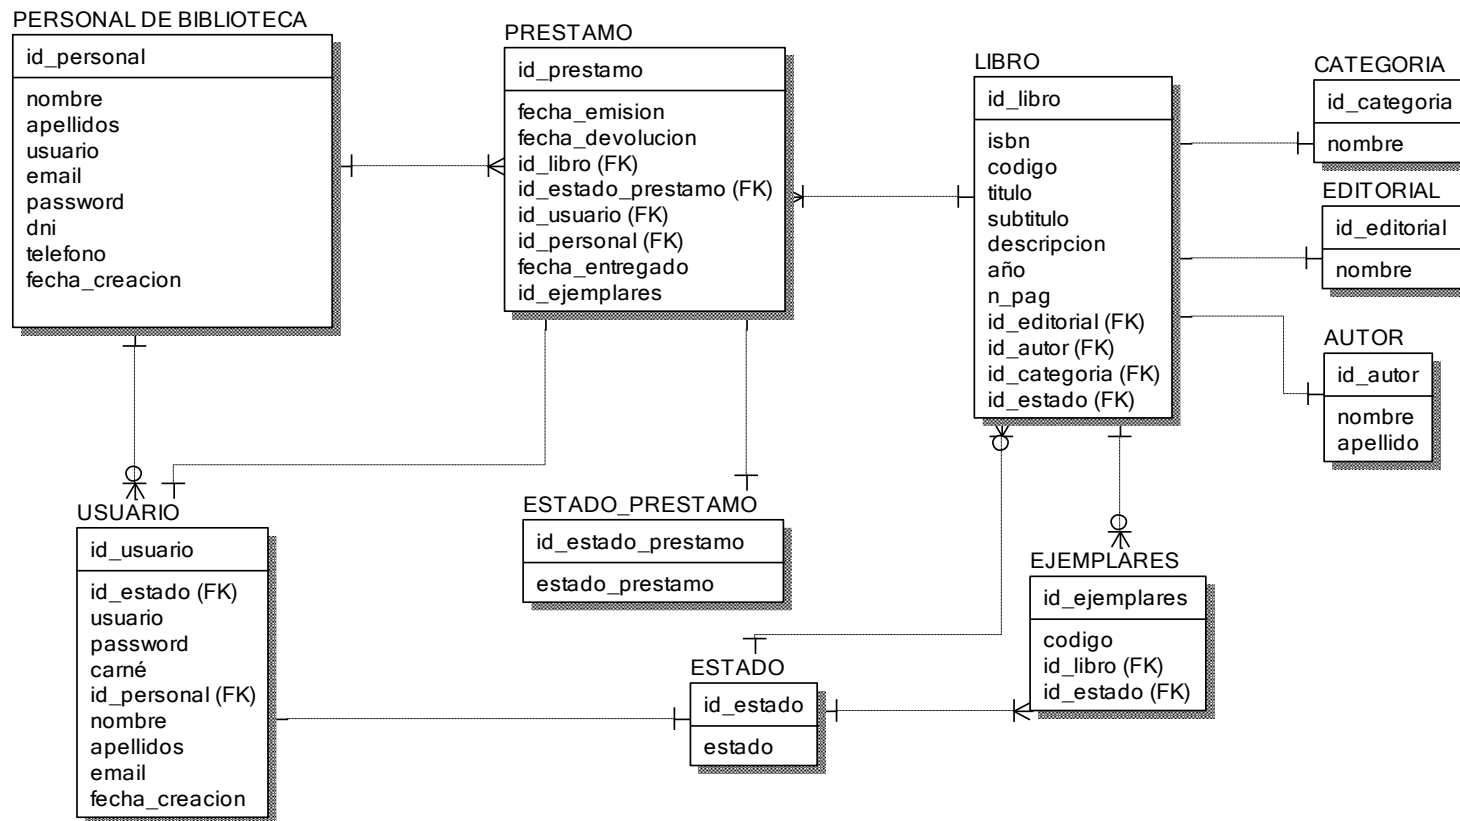 PERSONAL DE BIBLIOTECA
id_personal
nombre
apellidos
usuario
email
password
dni
telefono
fecha_creacion
PRESTAMO
id_prestamo
fecha_emision
fecha_devolucion
id_libro (FK)
id_estado_prestamo (FK)
id_usuario (FK)
id_personal (FK)
fecha_entregado
id_ejemplares
LIBRO
id_libro
isbn
codigo
titulo
subtitulo
descripcion
año
n_pag
id_editorial (FK)
id_autor (FK)
id_categoria (FK)
id_estado (FK)
CATEGORIA
id_categoria
nombre
EDITORIAL
id_editorial
nombre
AUTOR
id_autor
nombre
apellido
USUARIO
id_usuario
id_estado (FK)
usuario
password
carné
id_personal (FK)
nombre
apellidos
email
fecha_creacion
ESTADO_PRESTAMO
id_estado_prestamo
estado_prestamo
ESTADO
id_estado
estado
EJEMPLARES
id_ejemplares
codigo
id_libro (FK)
id_estado (FK)